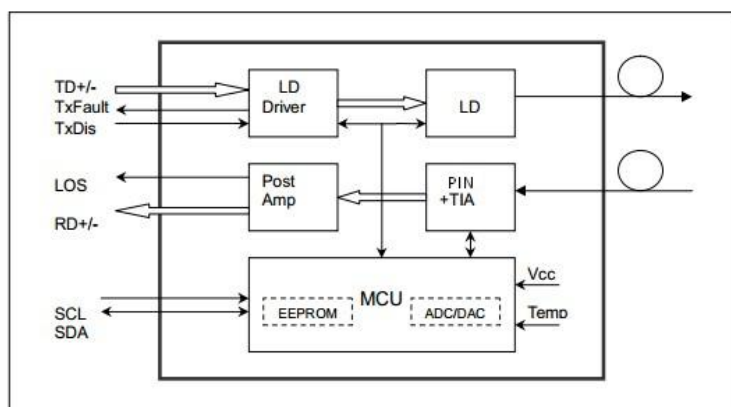 TD+/-
TxFault
TxDis
LD
Driver
LD
LOS
RD+/-
Post
Amp
PIN
+TIA
SCL
SDA
MCU
EEPROM
ADC/DAC
Vcc
Temp